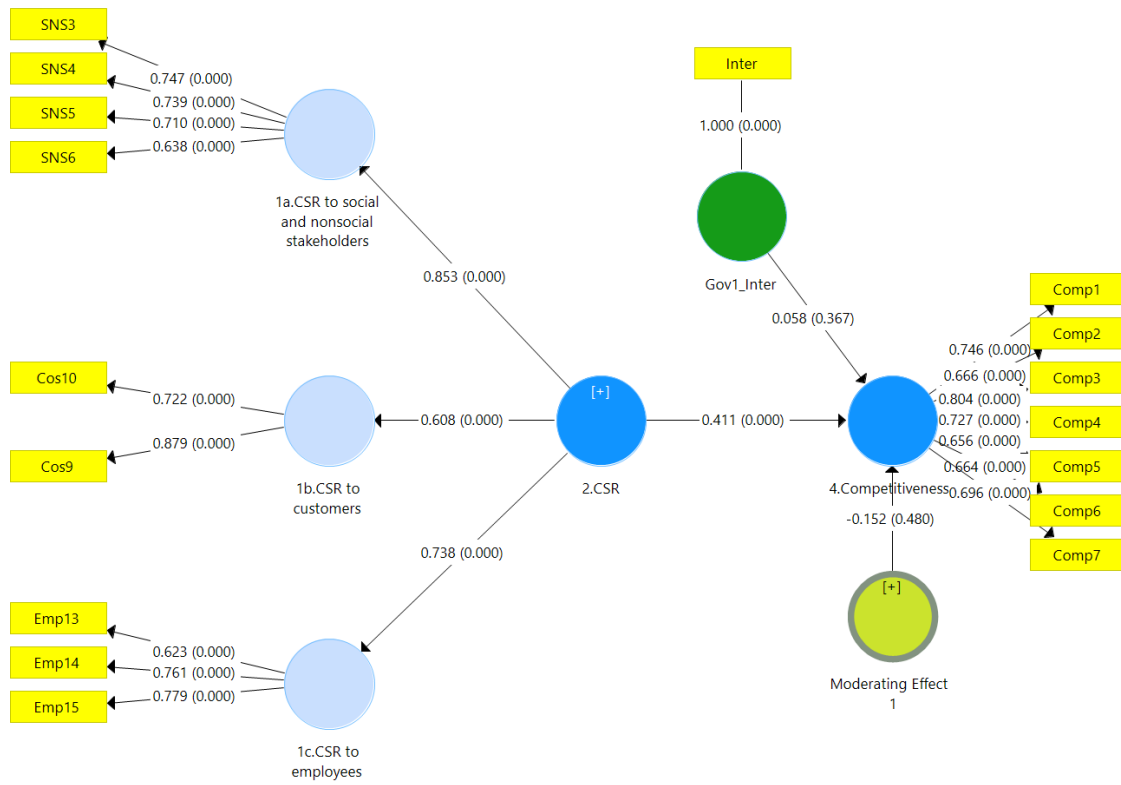 SNS3
SNS4
SNS5
SNS6
0.747 (0.000)
0.739 (0.000)
0.710 (0.000)
0.638 (0.000)
1a.CSR to social
and nonsocial
stakeholders
Inter
1.000 (0.000)
Gov1_Inter
0.853 (0.000)
0.058 (0.367)
Cos10
Cos9
0.722 (0.000)
0.879 (0.000)
1b.CSR to
customers
0.608 (0.000)
[+]
2.CSR
0.411 (0.000)
4.Competitiveness
Comp1
Comp2
Comp3
Comp4
Comp5
Comp6
Comp7
0.746 (0.000)
0.666 (0.000)
0.804 (0.000)
0.727 (0.000)
0.656 (0.000)
0.664 (0.000)
0.696 (0.000)
-0.152 (0.480)
[+]
Moderating Effect
1
0.738 (0.000)
Emp13
Emp14
Emp15
0.623 (0.000)
0.761 (0.000)
0.779 (0.000)
1c.CSR to
employees